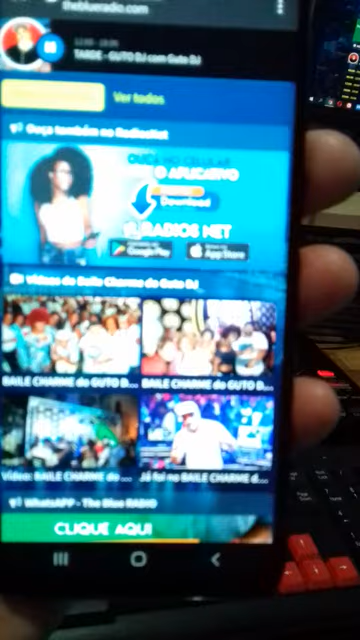 theblueradio.com
TARDE - GUTO DJ com Guto DJ
Ver todos
Ouça também no RadiosNet
OUÇA NO CELULAR
O APLICATIVO
Download
RADIOS NET
Google Play
App Store
Vídeos do Baile Charme do Guto DJ
BAILE CHARME do GUTO D...
BAILE CHARME do GUTO D...
Vídeo: BAILE CHARME do ...
Já foi no BAILE CHARME d...
WhatsAPP - The Blue RADIO
CLIQUE AQUI